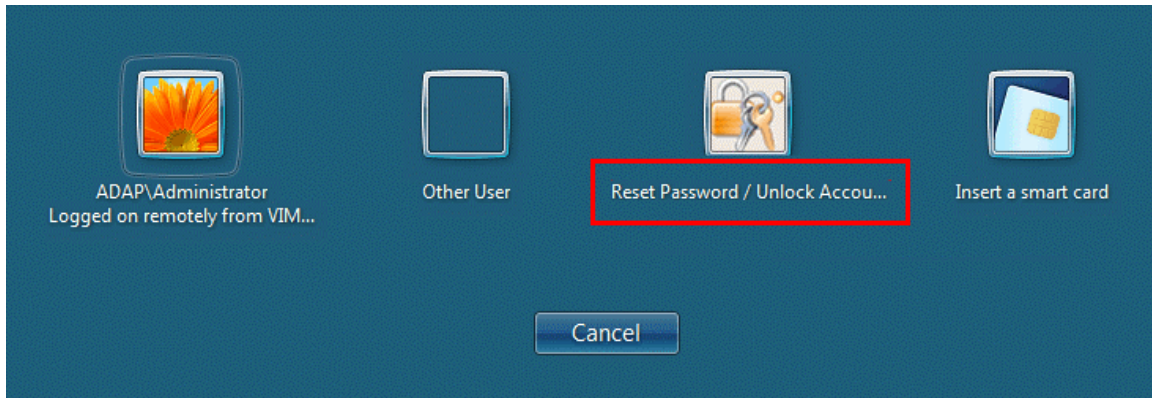 ADAP\Administrator
Logged on remotely from VIM...
Other User
Reset Password / Unlock Accou...
Insert a smart card
Cancel